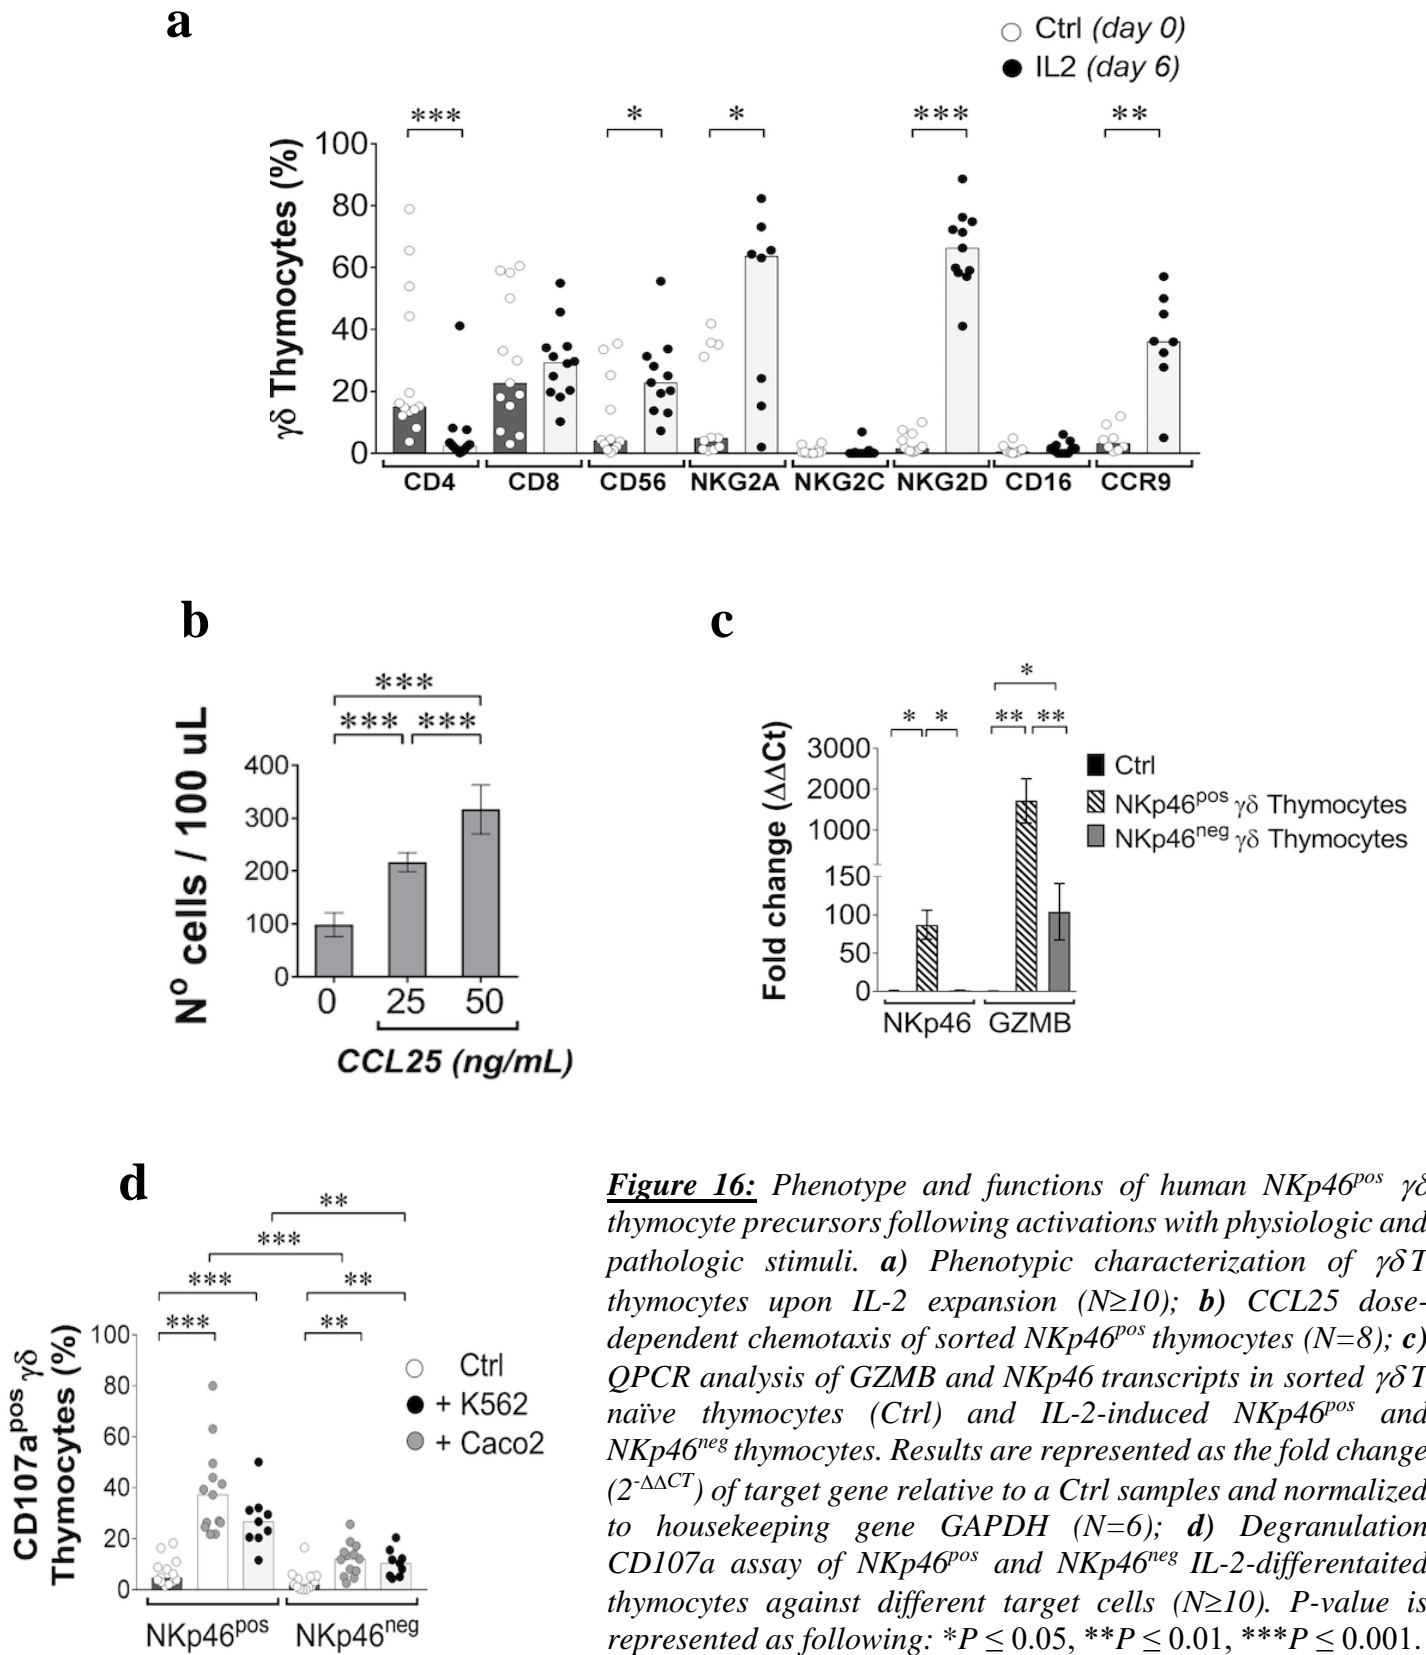 a
Ctrl (day 0)
IL2 (day 6)
*** * * *** **
γδ Thymocytes (%)
100
80
60
40
20
0
CD4 CD8 CD56 NKG2A NKG2C NKG2D CD16 CCR9
b
***
*** ***
N° cells / 100 uL
400
300
200
100
0
0 25 50
CCL25 (ng/mL)
c
*
* * ** **
Fold change (ΔΔCt)
3000
2000
1000
150
100
50
0
NKp46 GZMB
Ctrl
NKp46pos γδ Thymocytes
NKp46neg γδ Thymocytes
d
**
***
*** **
*** **
CD107apos γδ
Thymocytes (%)
100
80
60
40
20
0
NKp46pos NKp46neg
Ctrl
+ K562
+ Caco2
Figure 16: Phenotype and functions of human NKp46pos γδ
thymocyte precursors following activations with physiologic and
pathologic stimuli. a) Phenotypic characterization of γδ T
thymocytes upon IL-2 expansion (N≥10); b) CCL25 dose-
dependent chemotaxis of sorted NKp46pos thymocytes (N=8); c)
QPCR analysis of GZMB and NKp46 transcripts in sorted γδ T
naïve thymocytes (Ctrl) and IL-2-induced NKp46pos and
NKp46neg thymocytes. Results are represented as the fold change
(2-ΔΔCT) of target gene relative to a Ctrl samples and normalized
to housekeeping gene GAPDH (N=6); d) Degranulation
CD107a assay of NKp46pos and NKp46neg IL-2-differentaited
thymocytes against different target cells (N≥10). P-value is
represented as following: *P ≤ 0.05, **P ≤ 0.01, ***P ≤ 0.001.